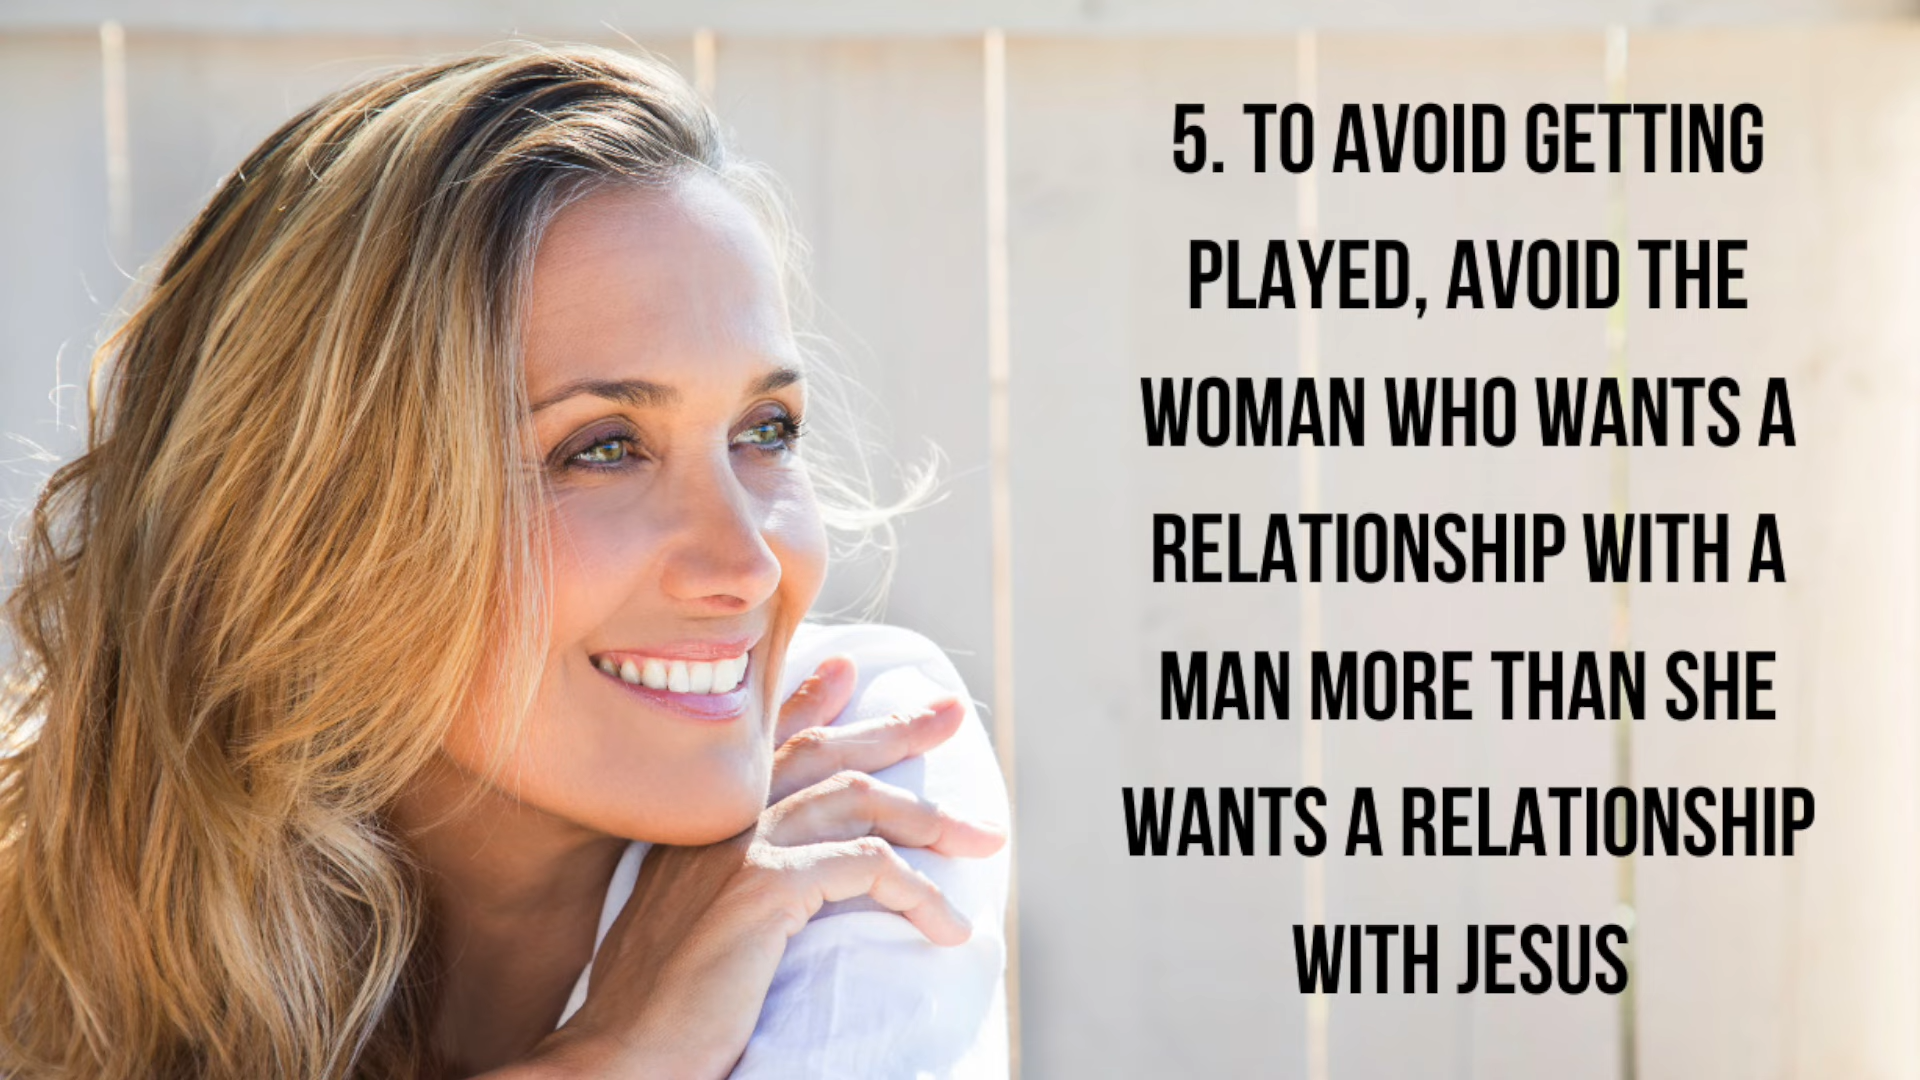 5. TO AVOID GETTING
PLAYED, AVOID THE
WOMAN WHO WANTS A
RELATIONSHIP WITH A
MAN MORE THAN SHE
WANTS A RELATIONSHIP
WITH JESUS